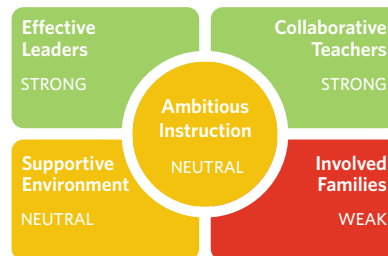 Effective
Leaders
STRONG
Collaborative
Teachers
STRONG
Ambitious
Instruction
NEUTRAL
Supportive
Environment
NEUTRAL
Involved
Families
WEAK